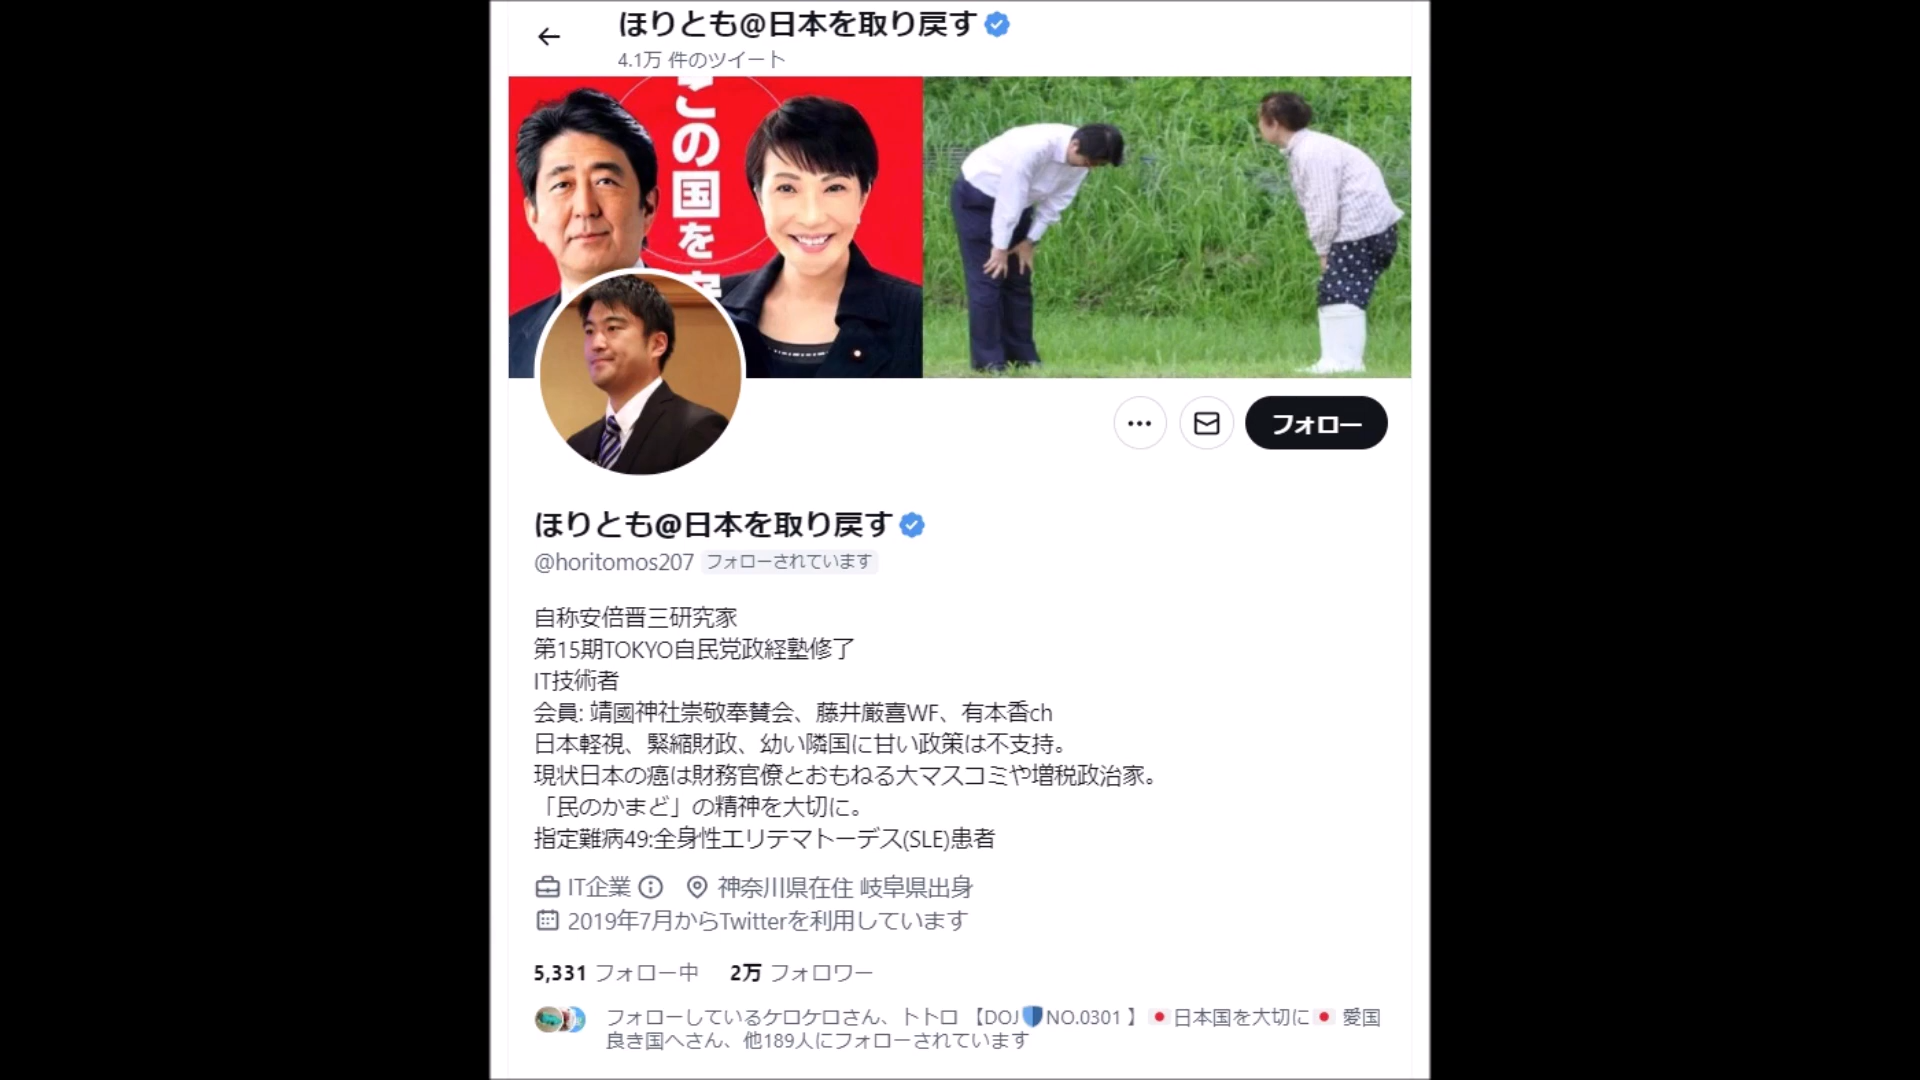 ほりとも@日本を取り戻す
4.1万 件のツイート
この国を
フォロー
ほりとも@日本を取り戻す
@horitomos207 フォローされています
自称安倍晋三研究家
第15期TOKYO自民党政経塾修了
IT技術者
会員: 靖國神社崇敬奉賛会、藤井厳喜WF、有本香ch
日本軽視、緊縮財政、幼い隣国に甘い政策は不支持。
現状日本の癌は財務官僚とおもねる大マスコミや増税政治家。
「民のかまど」の精神を大切に。
指定難病49:全身性エリテマトーデス(SLE)患者
IT企業 神奈川県在住 岐阜県出身
2019年7月からTwitterを利用しています
5,331 フォロー中 2万 フォロワー
フォローしているケロケロさん、トトロ 【DOJ🛡️NO.0301 】 🇯🇵日本国を大切に🇯🇵 愛国
良き国へさん、他189人にフォローされています